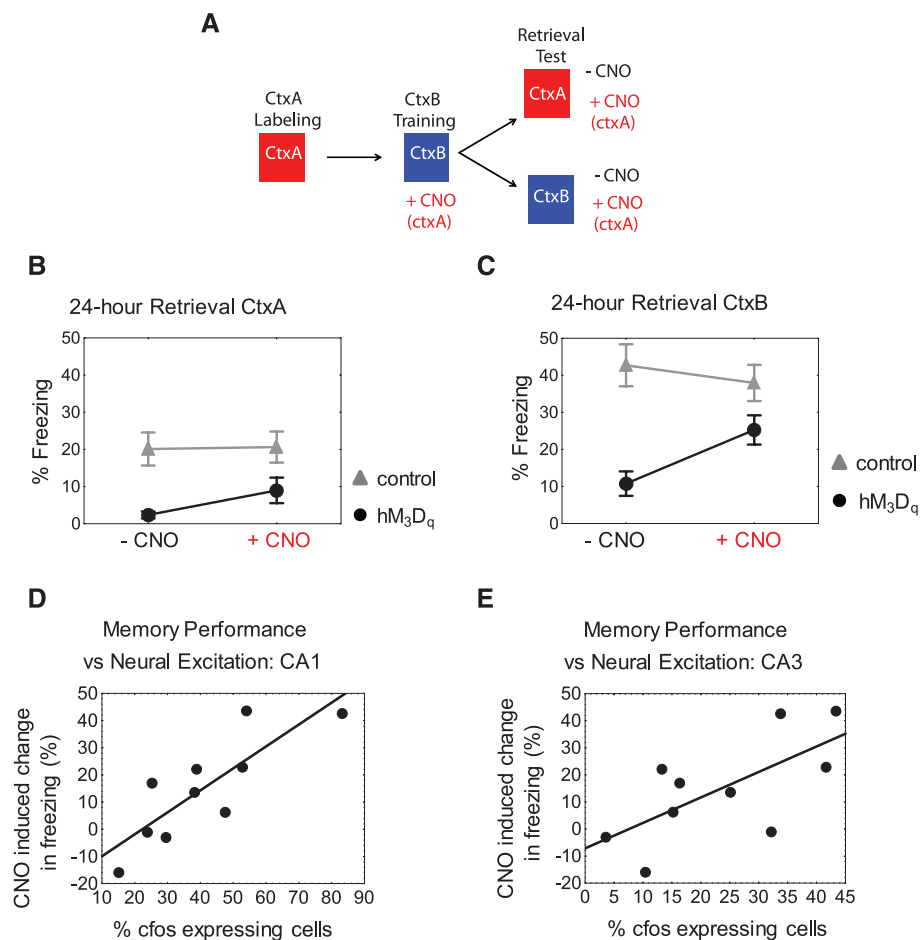 A
CtxA
Labeling
CtxA
CtxB
Training
CtxB
+ CNO
(ctxA)
Retrieval
Test
CtxA
- CNO
+ CNO
(ctxA)
CtxB
- CNO
+ CNO
(ctxA)
B
24-hour Retrieval CtxA
% Freezing
50
40
30
20
10
0
- CNO
+ CNO
control
hM₃Dq
C
24-hour Retrieval CtxB
% Freezing
50
40
30
20
10
0
- CNO
+ CNO
control
hM₃Dq
D
Memory Performance
vs Neural Excitation: CA1
CNO induced change
in freezing (%)
50
40
30
20
10
0
-10
-20
10 20 30 40 50 60 70 80 90
% cfos expressing cells
E
Memory Performance
vs Neural Excitation: CA3
CNO induced change
in freezing (%)
50
40
30
20
10
0
-10
-20
0 5 10 15 20 25 30 35 40 45
% cfos expressing cells